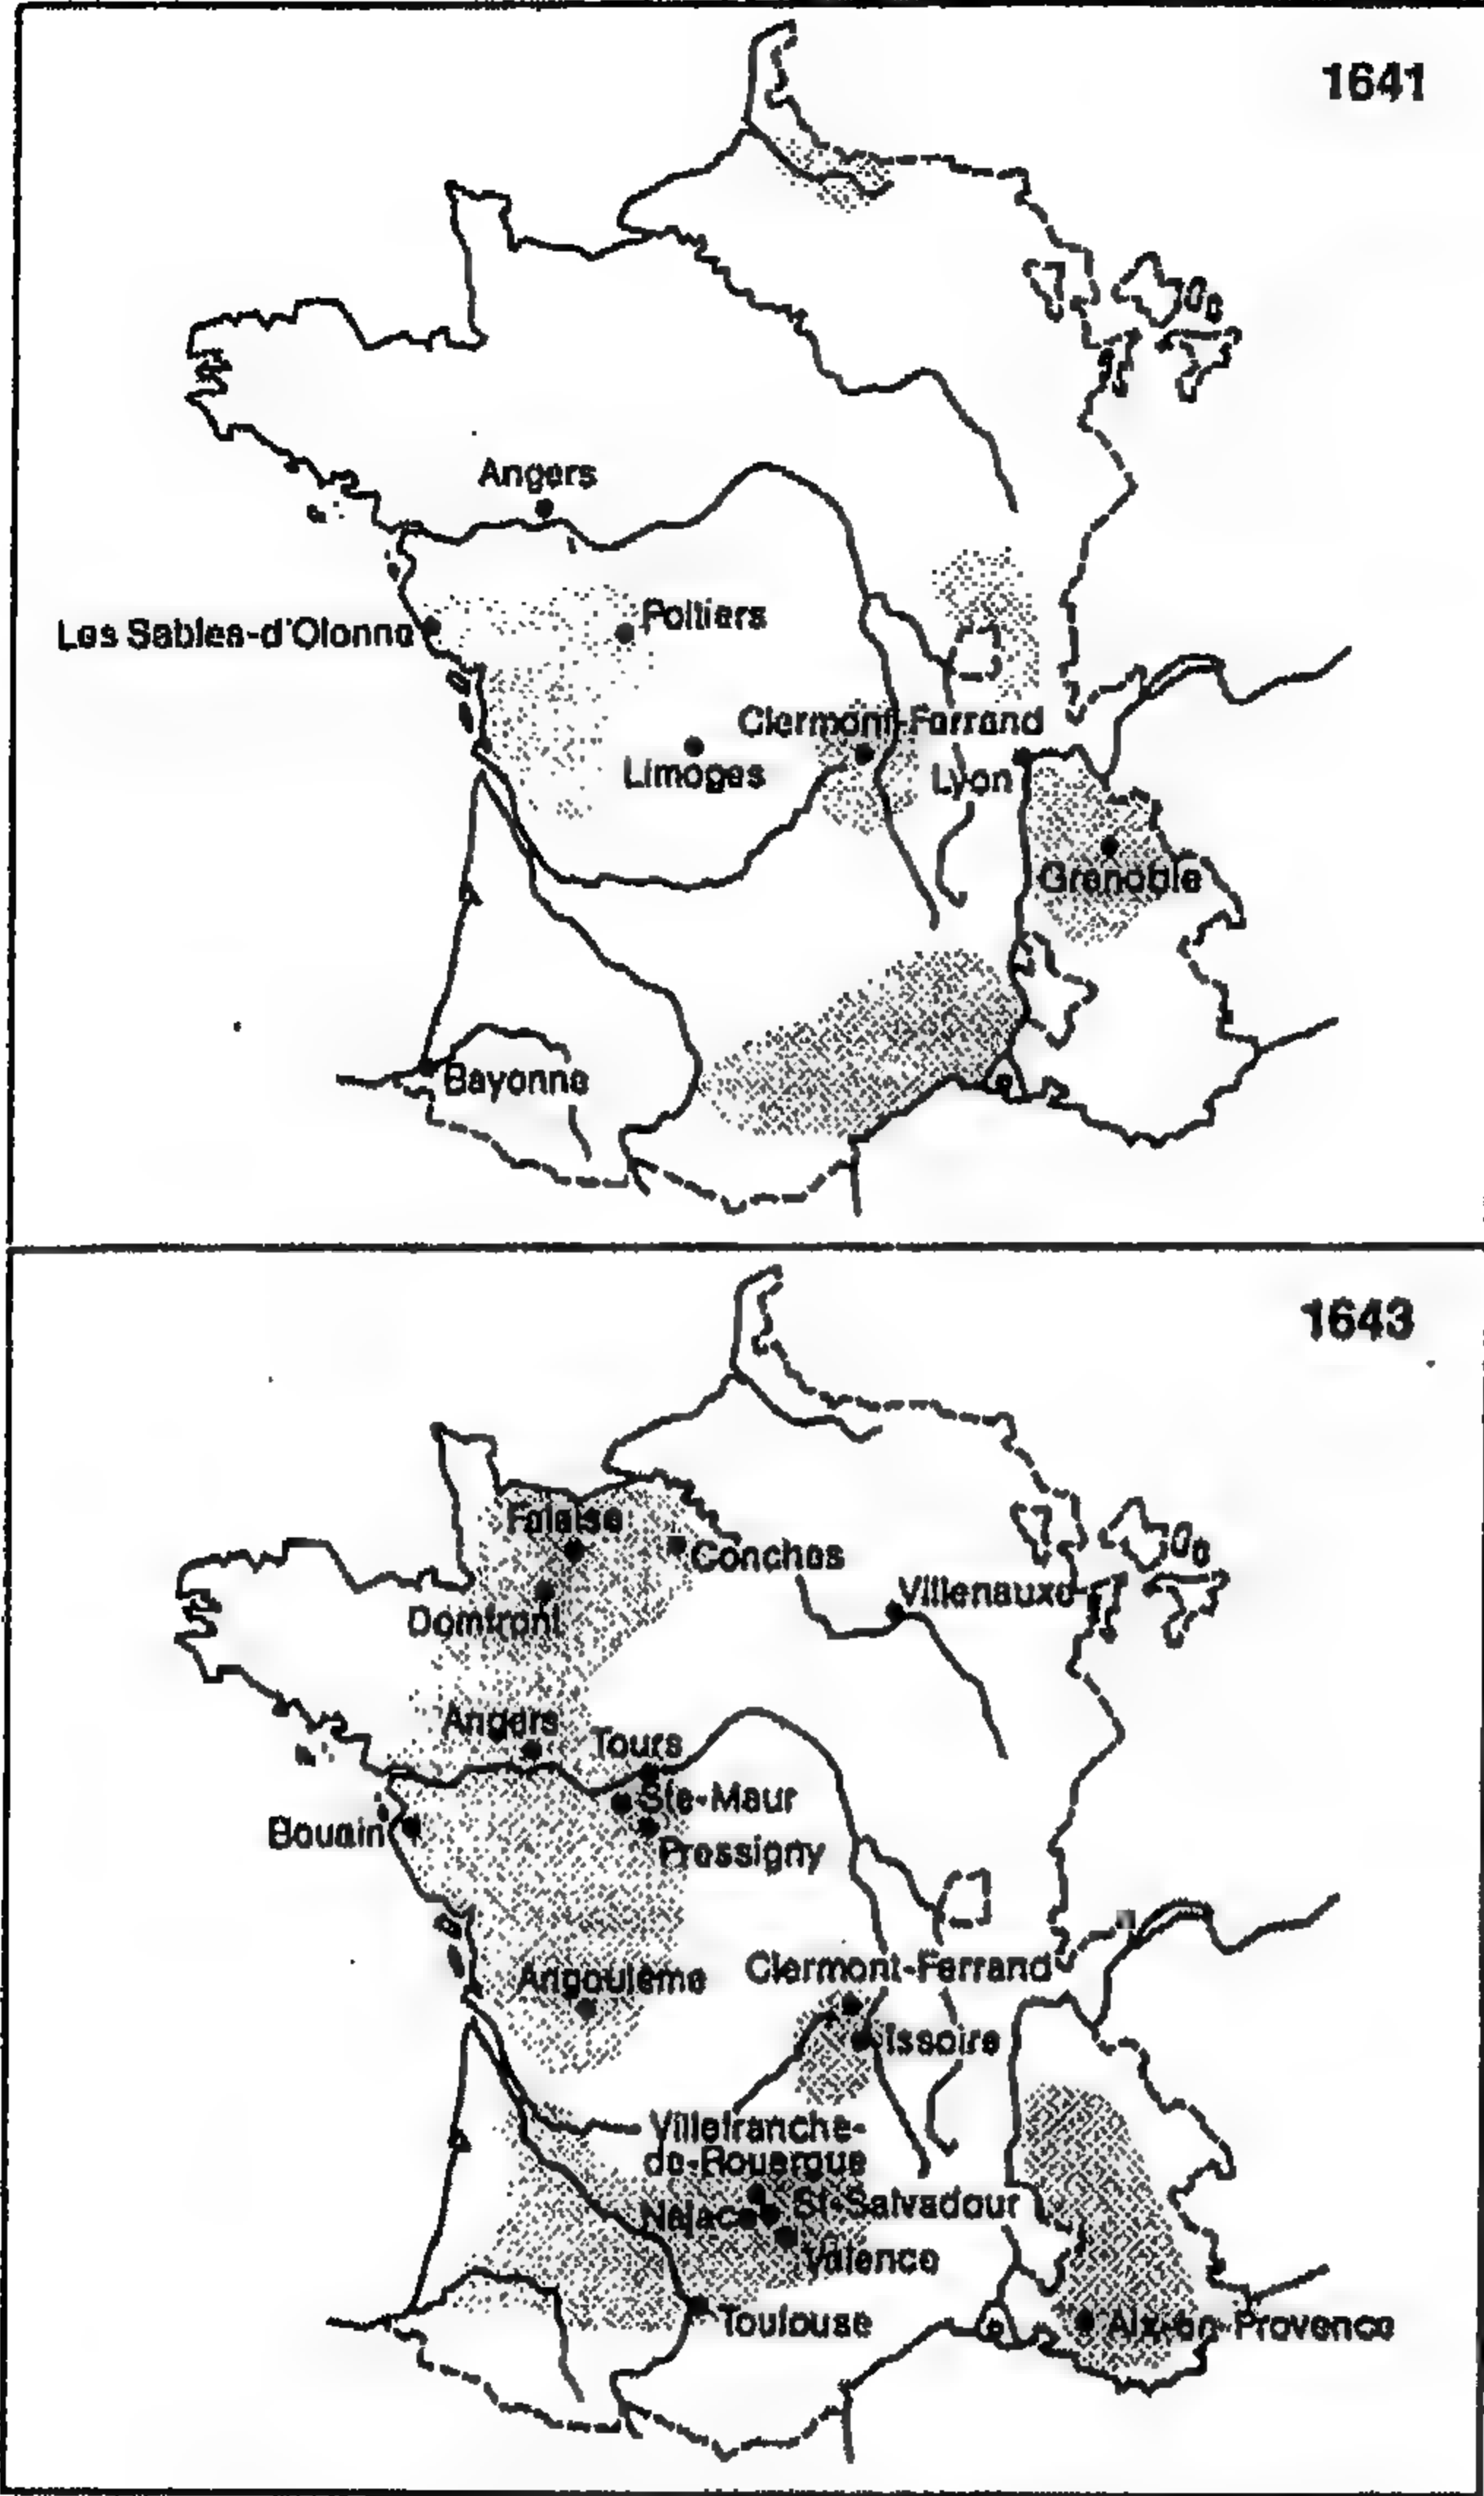 1641
Angers
Poitiers
Les Sables-d'Olonne
Clermont-Ferrand
Limoges
Lyon
Grenoble
Bayonne
1643
Falaise
Conches
Villenauxe
Domfront
Angers
Tours
Ste-Maur
Bouain
Pressigny
Angoulême
Clermont-Ferrand
Issoire
Villefranche-
de-Rouergue
Najac
St-Salvadour
Valence
Toulouse
Aix-en-Provence